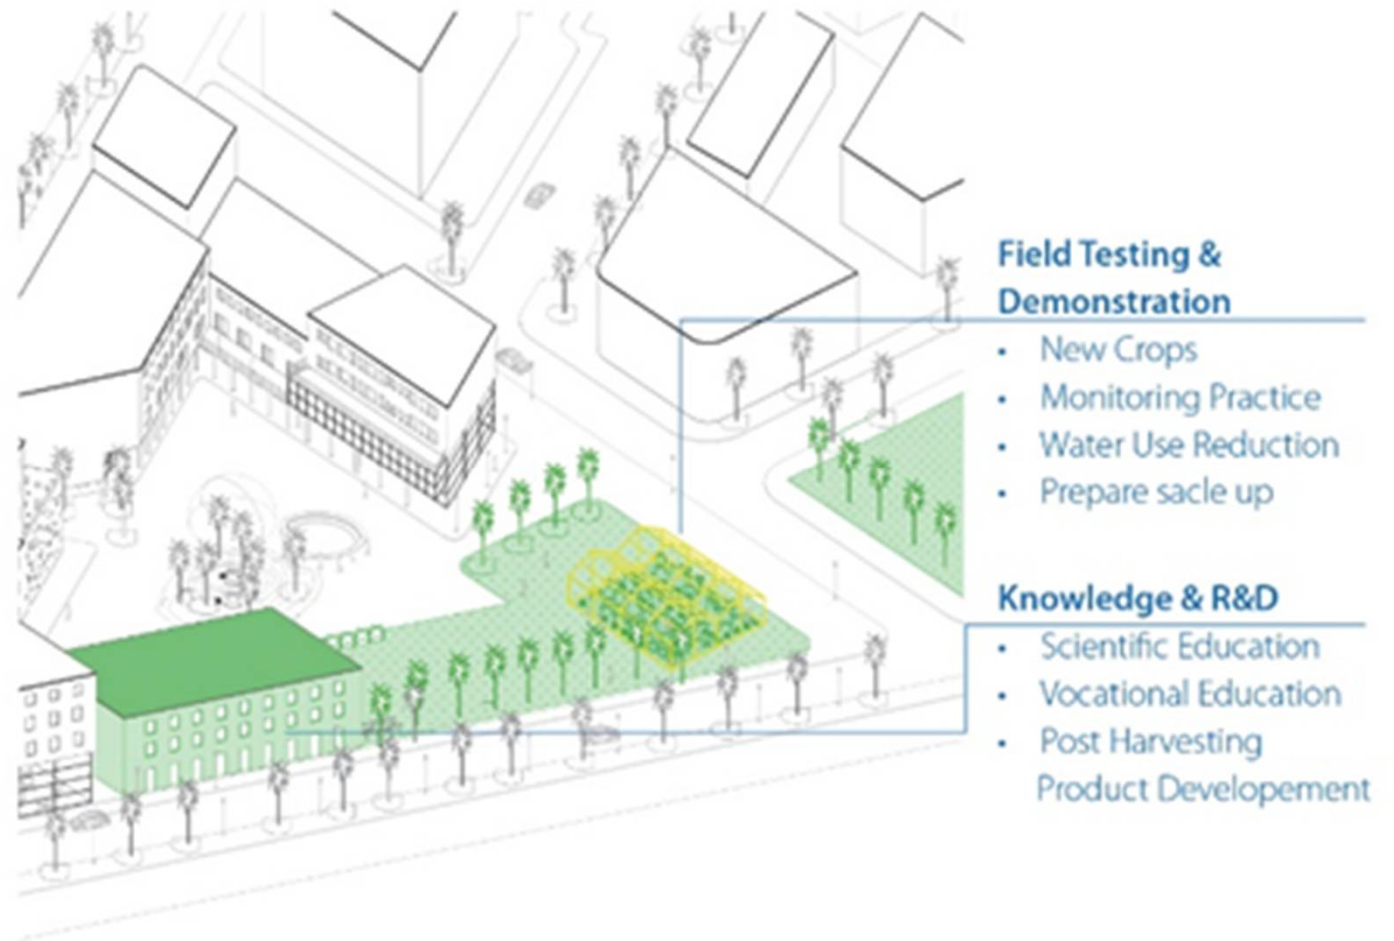 Field Testing &
Demonstration
• New Crops
• Monitoring Practice
• Water Use Reduction
• Prepare sacle up
Knowledge & R&D
• Scientific Education
• Vocational Education
• Post Harvesting
Product Developement